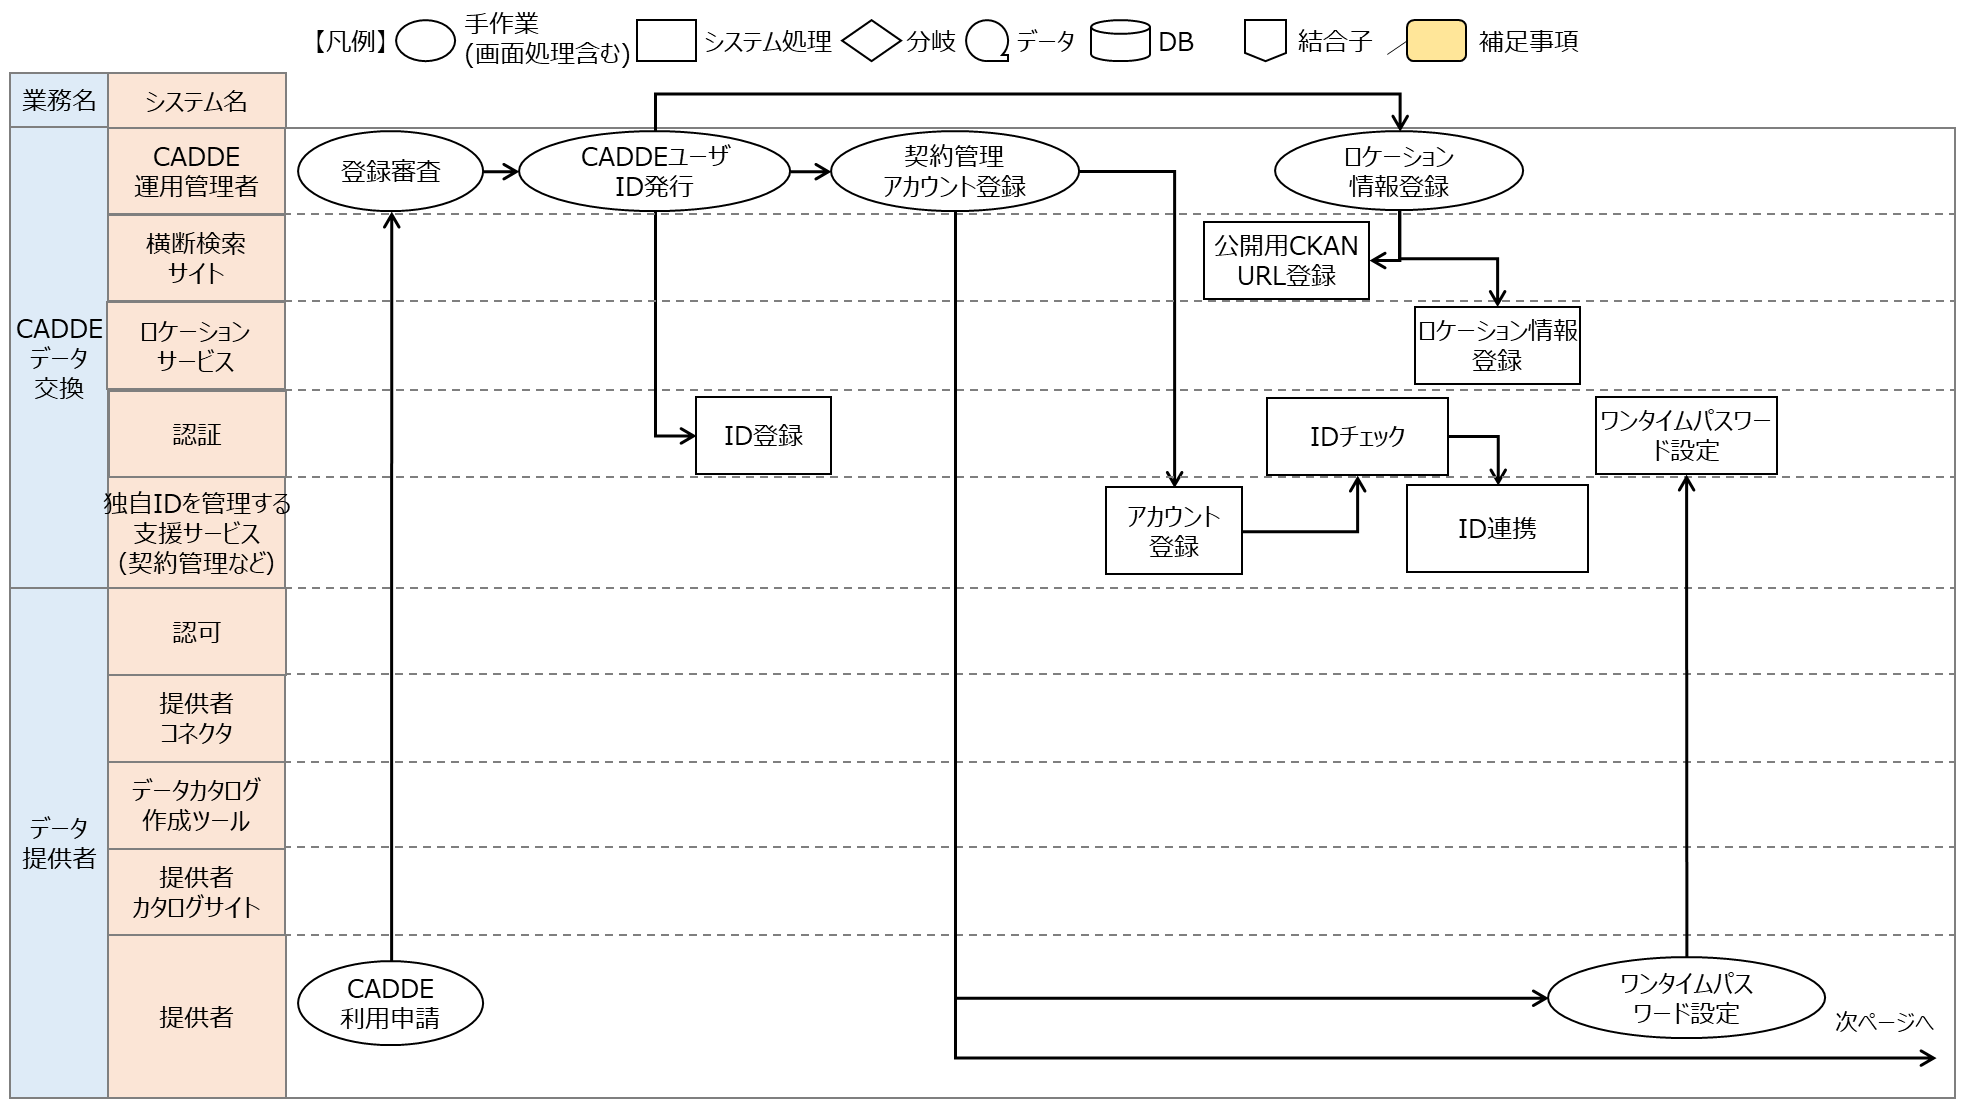 【凡例】
手作業
(画面処理含む)
システム処理
分岐
データ
DB
結合子
補足事項
業務名
システム名
CADDE
データ
交換
CADDE
運用管理者
登録審査
CADDEユーザ
ID発行
契約管理
アカウント登録
ロケーション
情報登録
横断検索
サイト
公開用CKAN
URL登録
ロケーション
サービス
ロケーション情報
登録
認証
ID登録
IDチェック
ワンタイムパスワー
ド設定
独自IDを管理する
支援サービス
(契約管理など)
アカウント
登録
ID連携
データ
提供者
認可
提供者
コネクタ
データカタログ
作成ツール
提供者
カタログサイト
提供者
CADDE
利用申請
ワンタイムパス
ワード設定
次ページへ